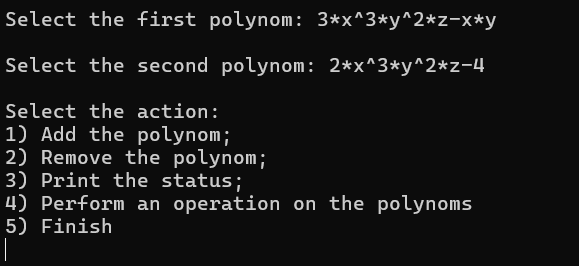 Select the first polynom: 3*x^3*y^2*z-x*y
Select the second polynom: 2*x^3*y^2*z-4
Select the action:
1) Add the polynom;
2) Remove the polynom;
3) Print the status;
4) Perform an operation on the polynoms
5) Finish